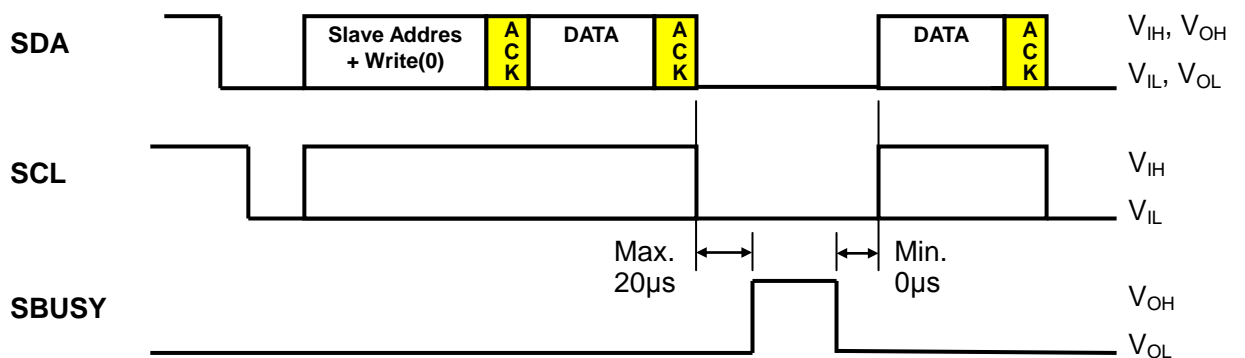 SDA
Slave Addres
+ Write(0)
A
C
K
DATA
A
C
K
DATA
A
C
K
VIH, VOH
VIL, VOL
SCL
VIH
VIL
Max.
20µs
Min.
0µs
SBUSY
VOH
VOL